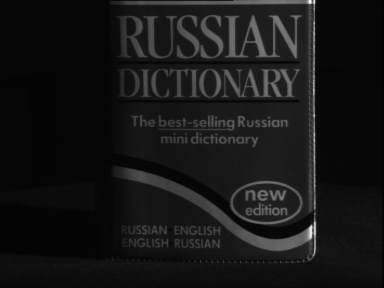 RUSSIAN
DICTIONARY
The best-selling Russian
mini dictionary
new
edition
RUSSIAN ENGLISH
ENGLISH RUSSIAN